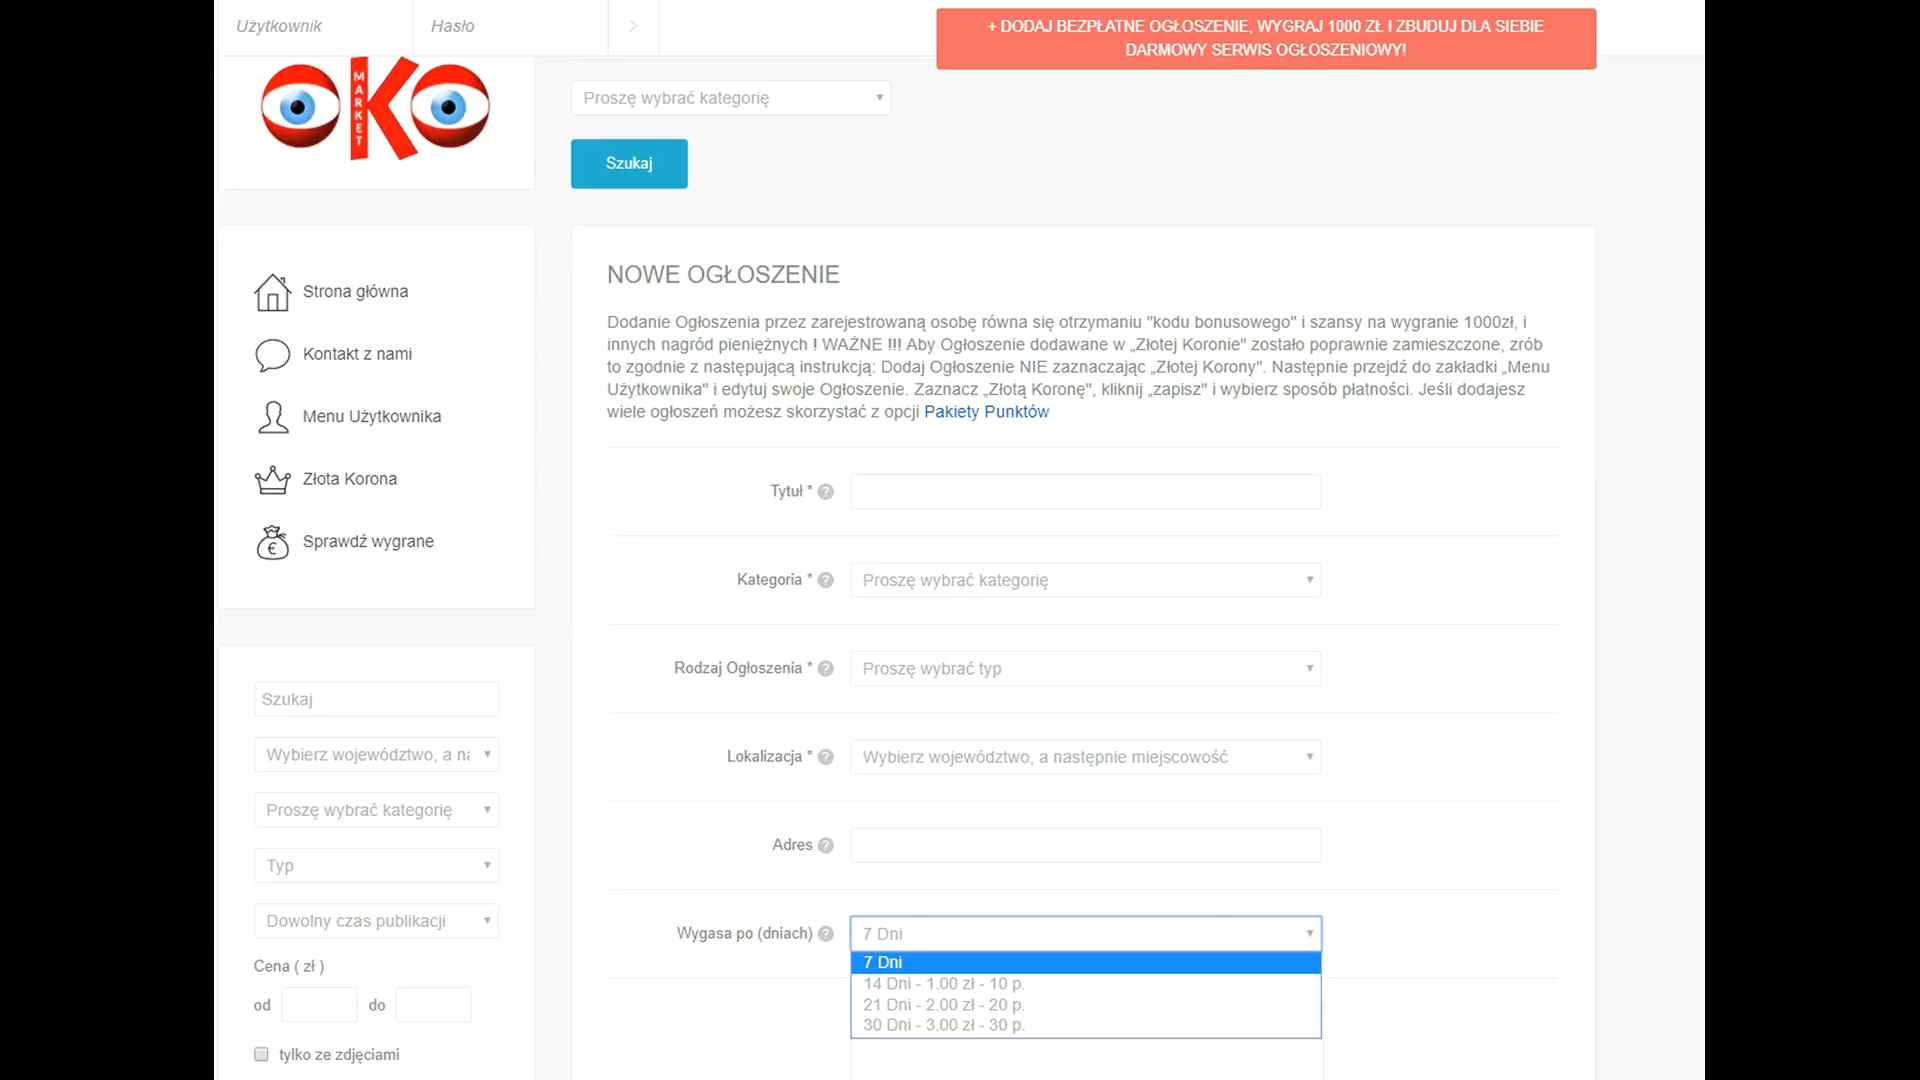 Użytkownik
Hasło
+ DODAJ BEZPŁATNE OGŁOSZENIE, WYGRAJ 1000 ZŁ I ZBUDUJ DLA SIEBIE
DARMOWY SERWIS OGŁOSZENIOWY!
OKO
MARKET
Proszę wybrać kategorię
Szukaj
Strona główna
Kontakt z nami
Menu Użytkownika
Złota Korona
Sprawdź wygrane
Szukaj
Wybierz województwo, a na
Proszę wybrać kategorię
Typ
Dowolny czas publikacji
Cena ( zł )
od
do
tylko ze zdjęciami
NOWE OGŁOSZENIE
Dodanie Ogłoszenia przez zarejestrowaną osobę równa się otrzymaniu "kodu bonusowego" i szansy na wygranie 1000zł, i
innych nagród pieniężnych ! WAŻNE !!! Aby Ogłoszenie dodawane w „Złotej Koronie" zostało poprawnie zamieszczone, zrób
to zgodnie z następującą instrukcją: Dodaj Ogłoszenie NIE zaznaczając „Złotej Korony". Następnie przejdź do zakładki „Menu
Użytkownika" i edytuj swoje Ogłoszenie. Zaznacz „Złotą Koronę", kliknij „zapisz" i wybierz sposób płatności. Jeśli dodajesz
wiele ogłoszeń możesz skorzystać z opcji Pakiety Punktów
Tytuł * ?
Kategoria * ?
Proszę wybrać kategorię
Rodzaj Ogłoszenia * ?
Proszę wybrać typ
Lokalizacja * ?
Wybierz województwo, a następnie miejscowość
Adres ?
Wygasa po (dniach) ?
7 Dni
7 Dni
14 Dni - 1.00 zł - 10 p.
21 Dni - 2.00 zł - 20 p.
30 Dni - 3.00 zł - 30 p.